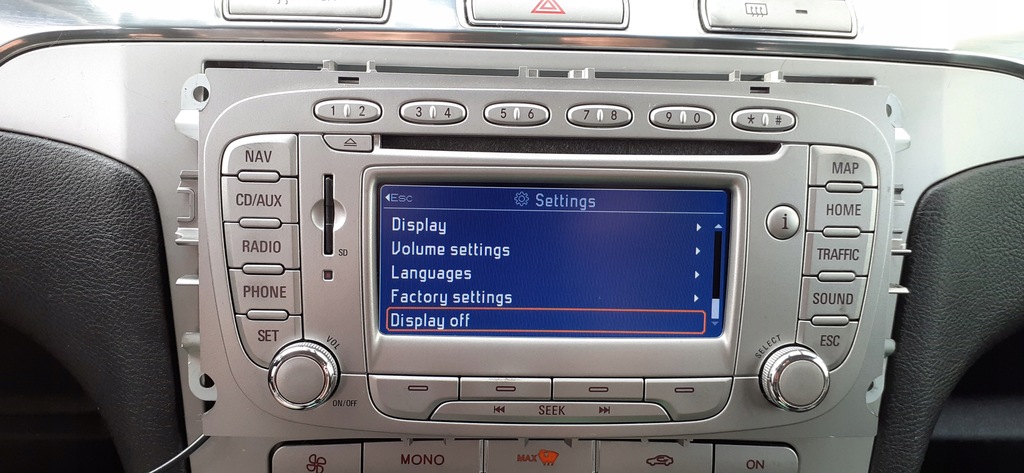 1 2
3 4
5 6
7 8
9 0
* #
NAV
CD/AUX
RADIO
PHONE
SET
SD
VOL
ON/OFF
Esc
Settings
Display
Volume settings
Languages
Factory settings
Display off
i
MAP
HOME
TRAFFIC
SOUND
ESC
SELECT
SEEK
MONO
MAX
ON